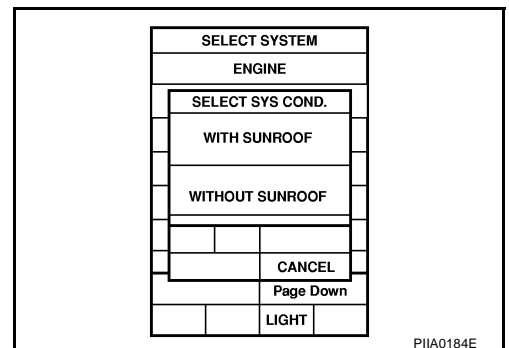 SELECT SYSTEM
ENGINE
SELECT SYS COND.
WITH SUNROOF
WITHOUT SUNROOF
CANCEL
Page Down
LIGHT
PIIA0184E